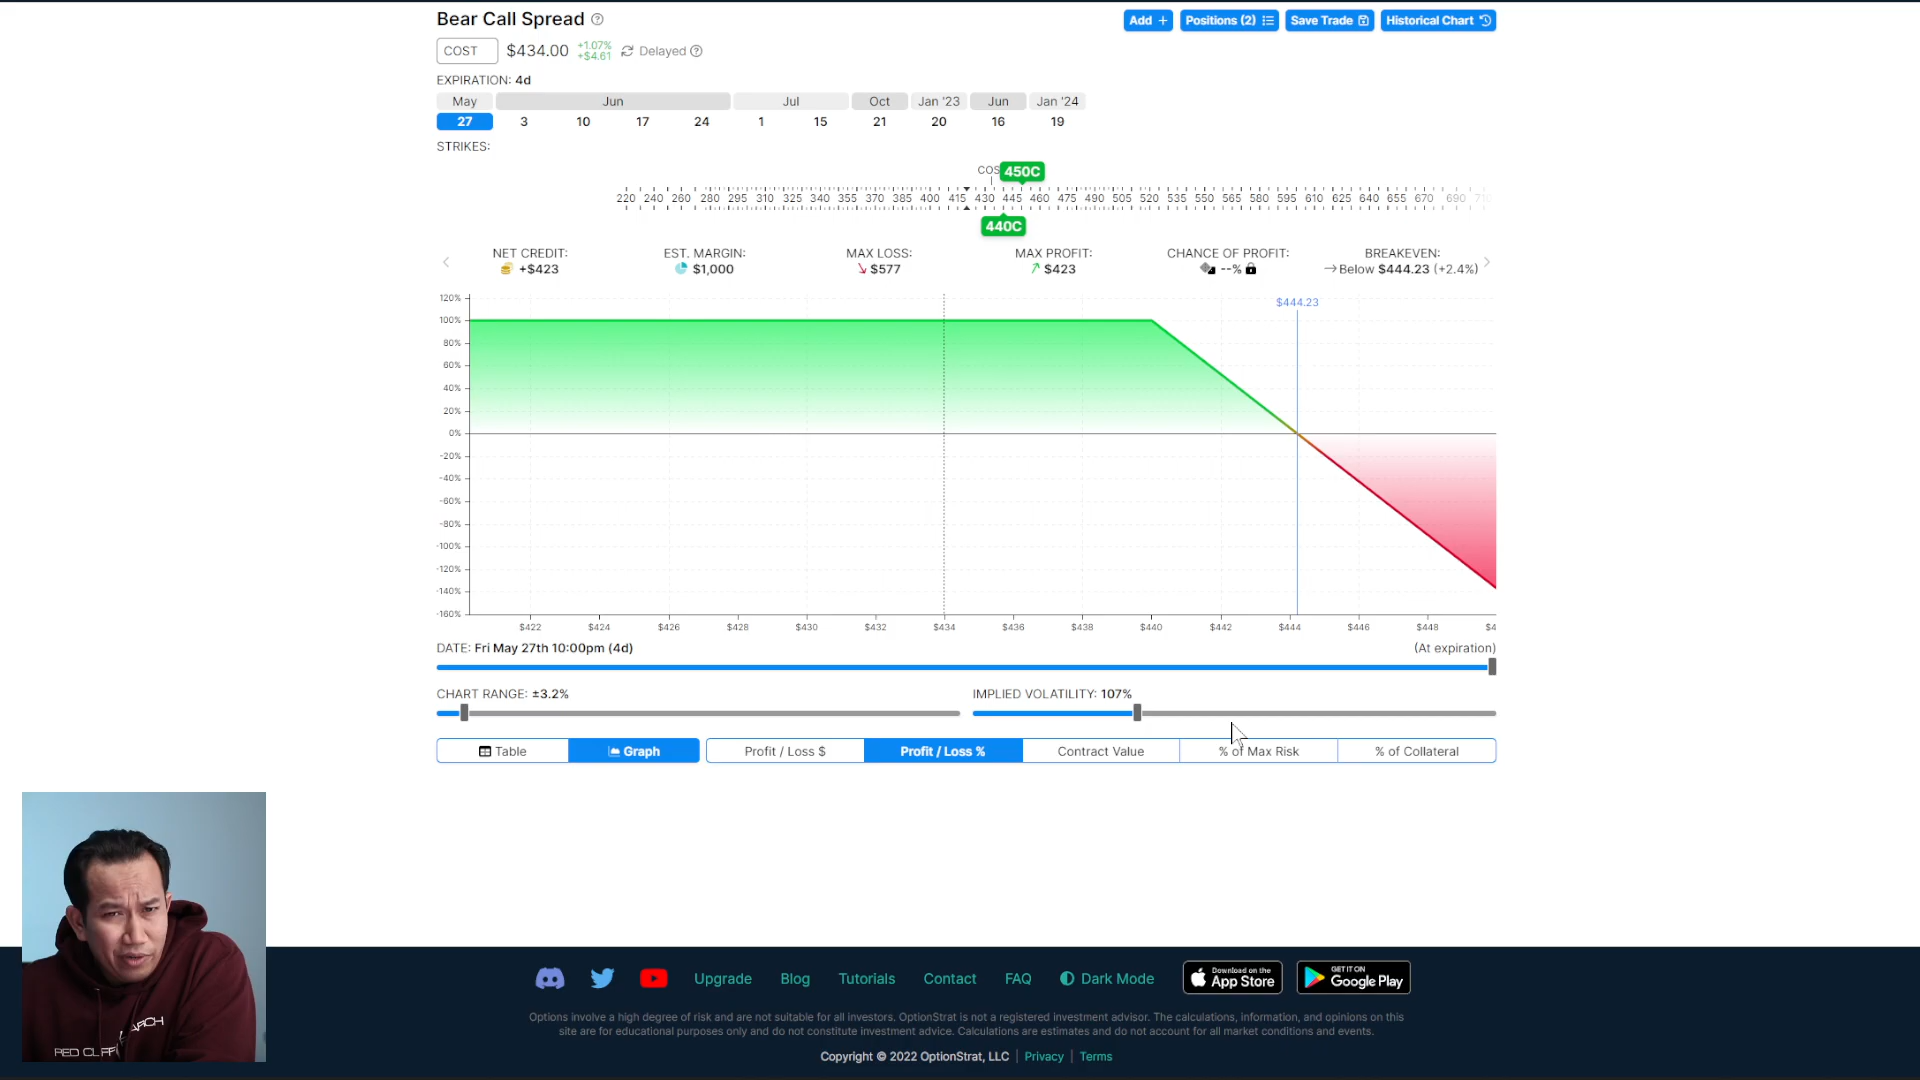 Bear Call Spread
Add + Positions (2) Save Trade Historical Chart
COST $434.00 +1.07% +$4.61 Delayed
EXPIRATION: 4d
May Jun Jul Oct Jan '23 Jun Jan '24
27 3 10 17 24 1 15 21 20 16 19
STRIKES:
COS 450C
220 240 260 280 295 310 325 340 355 370 385 400 415 430 445 460 475 490 505 520 535 550 565 580 595 610 625 640 655 670 690 710
440C
NET CREDIT: EST. MARGIN: MAX LOSS: MAX PROFIT: CHANCE OF PROFIT: BREAKEVEN:
+$423 $1,000 $577 $423 --% Below $444.23 (+2.4%)
$444.23
120%
100%
80%
60%
40%
20%
0%
-20%
-40%
-60%
-80%
-100%
-120%
-140%
-160%
$422 $424 $426 $428 $430 $432 $434 $436 $438 $440 $442 $444 $446 $448 $4
DATE: Fri May 27th 10:00pm (4d) (At expiration)
CHART RANGE: ±3.2% IMPLIED VOLATILITY: 107%
Table Graph Profit / Loss $ Profit / Loss % Contract Value % of Max Risk % of Collateral
Upgrade Blog Tutorials Contact FAQ Dark Mode Download on the App Store GET IT ON Google Play
Options involve a high degree of risk and are not suitable for all investors. OptionStrat is not a registered investment advisor. The calculations, information, and opinions on this
site are for educational purposes only and do not constitute investment advice. Calculations are estimates and do not account for all market conditions and events.
Copyright © 2022 OptionStrat, LLC | Privacy | Terms